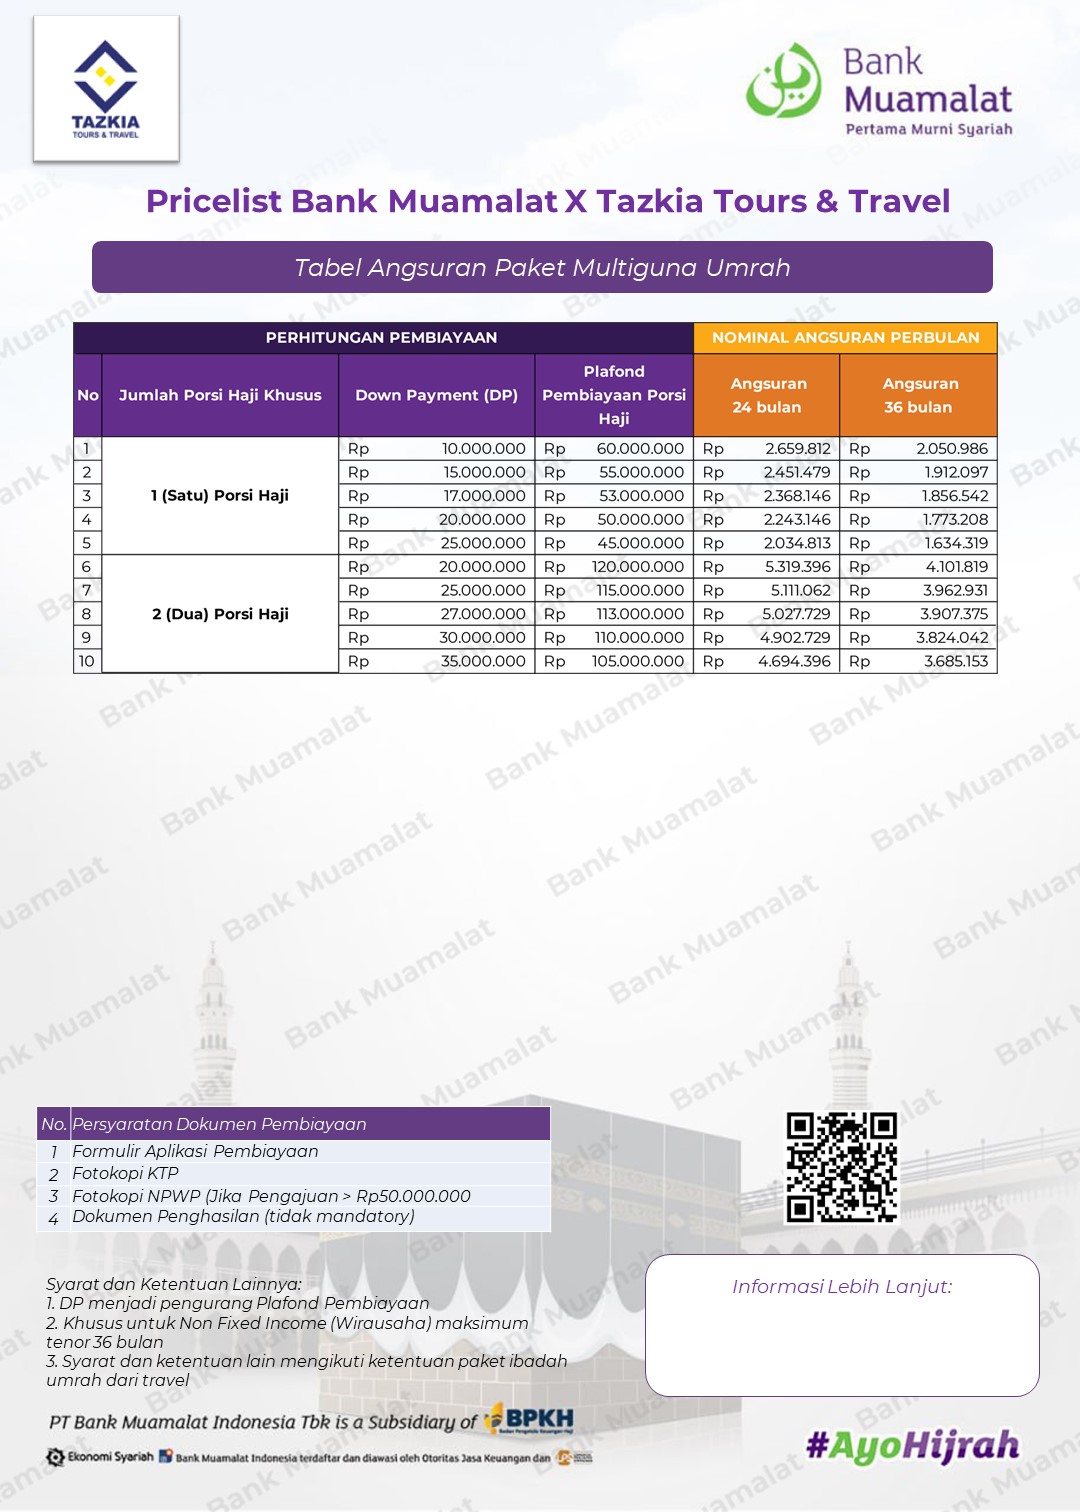 TAZKIA
TOURS & TRAVEL
Bank
Muamalat
Pertama Murni Syariah
Pricelist Bank Muamalat X Tazkia Tours & Travel
Tabel Angsuran Paket Multiguna Umrah
PERHITUNGAN PEMBIAYAAN NOMINAL ANGSURAN PERBULAN
No Jumlah Porsi Haji Khusus Down Payment (DP) Plafond Pembiayaan Porsi Haji Angsuran 24 bulan Angsuran 36 bulan
1 Rp 10.000.000 Rp 60.000.000 Rp 2.659.812 Rp 2.050.986
2 Rp 15.000.000 Rp 55.000.000 Rp 2.451.479 Rp 1.912.097
3 1 (Satu) Porsi Haji Rp 17.000.000 Rp 53.000.000 Rp 2.368.146 Rp 1.856.542
4 Rp 20.000.000 Rp 50.000.000 Rp 2.243.146 Rp 1.773.208
5 Rp 25.000.000 Rp 45.000.000 Rp 2.034.813 Rp 1.634.319
6 Rp 20.000.000 Rp 120.000.000 Rp 5.319.396 Rp 4.101.819
7 Rp 25.000.000 Rp 115.000.000 Rp 5.111.062 Rp 3.962.931
8 2 (Dua) Porsi Haji Rp 27.000.000 Rp 113.000.000 Rp 5.027.729 Rp 3.907.375
9 Rp 30.000.000 Rp 110.000.000 Rp 4.902.729 Rp 3.824.042
10 Rp 35.000.000 Rp 105.000.000 Rp 4.694.396 Rp 3.685.153
No. Persyaratan Dokumen Pembiayaan
1 Formulir Aplikasi Pembiayaan
2 Fotokopi KTP
3 Fotokopi NPWP (Jika Pengajuan > Rp50.000.000
4 Dokumen Penghasilan (tidak mandatory)
Syarat dan Ketentuan Lainnya:
1. DP menjadi pengurang Plafond Pembiayaan
2. Khusus untuk Non Fixed Income (Wirausaha) maksimum
tenor 36 bulan
3. Syarat dan ketentuan lain mengikuti ketentuan paket ibadah
umrah dari travel
Informasi Lebih Lanjut:
PT Bank Muamalat Indonesia Tbk is a Subsidiary of BPKH
Badan Pengelola Keuangan Haji
Ekonomi Syariah Bank Muamalat Indonesia terdaftar dan diawasi oleh Otoritas Jasa Keuangan dan
#AyoHijrah